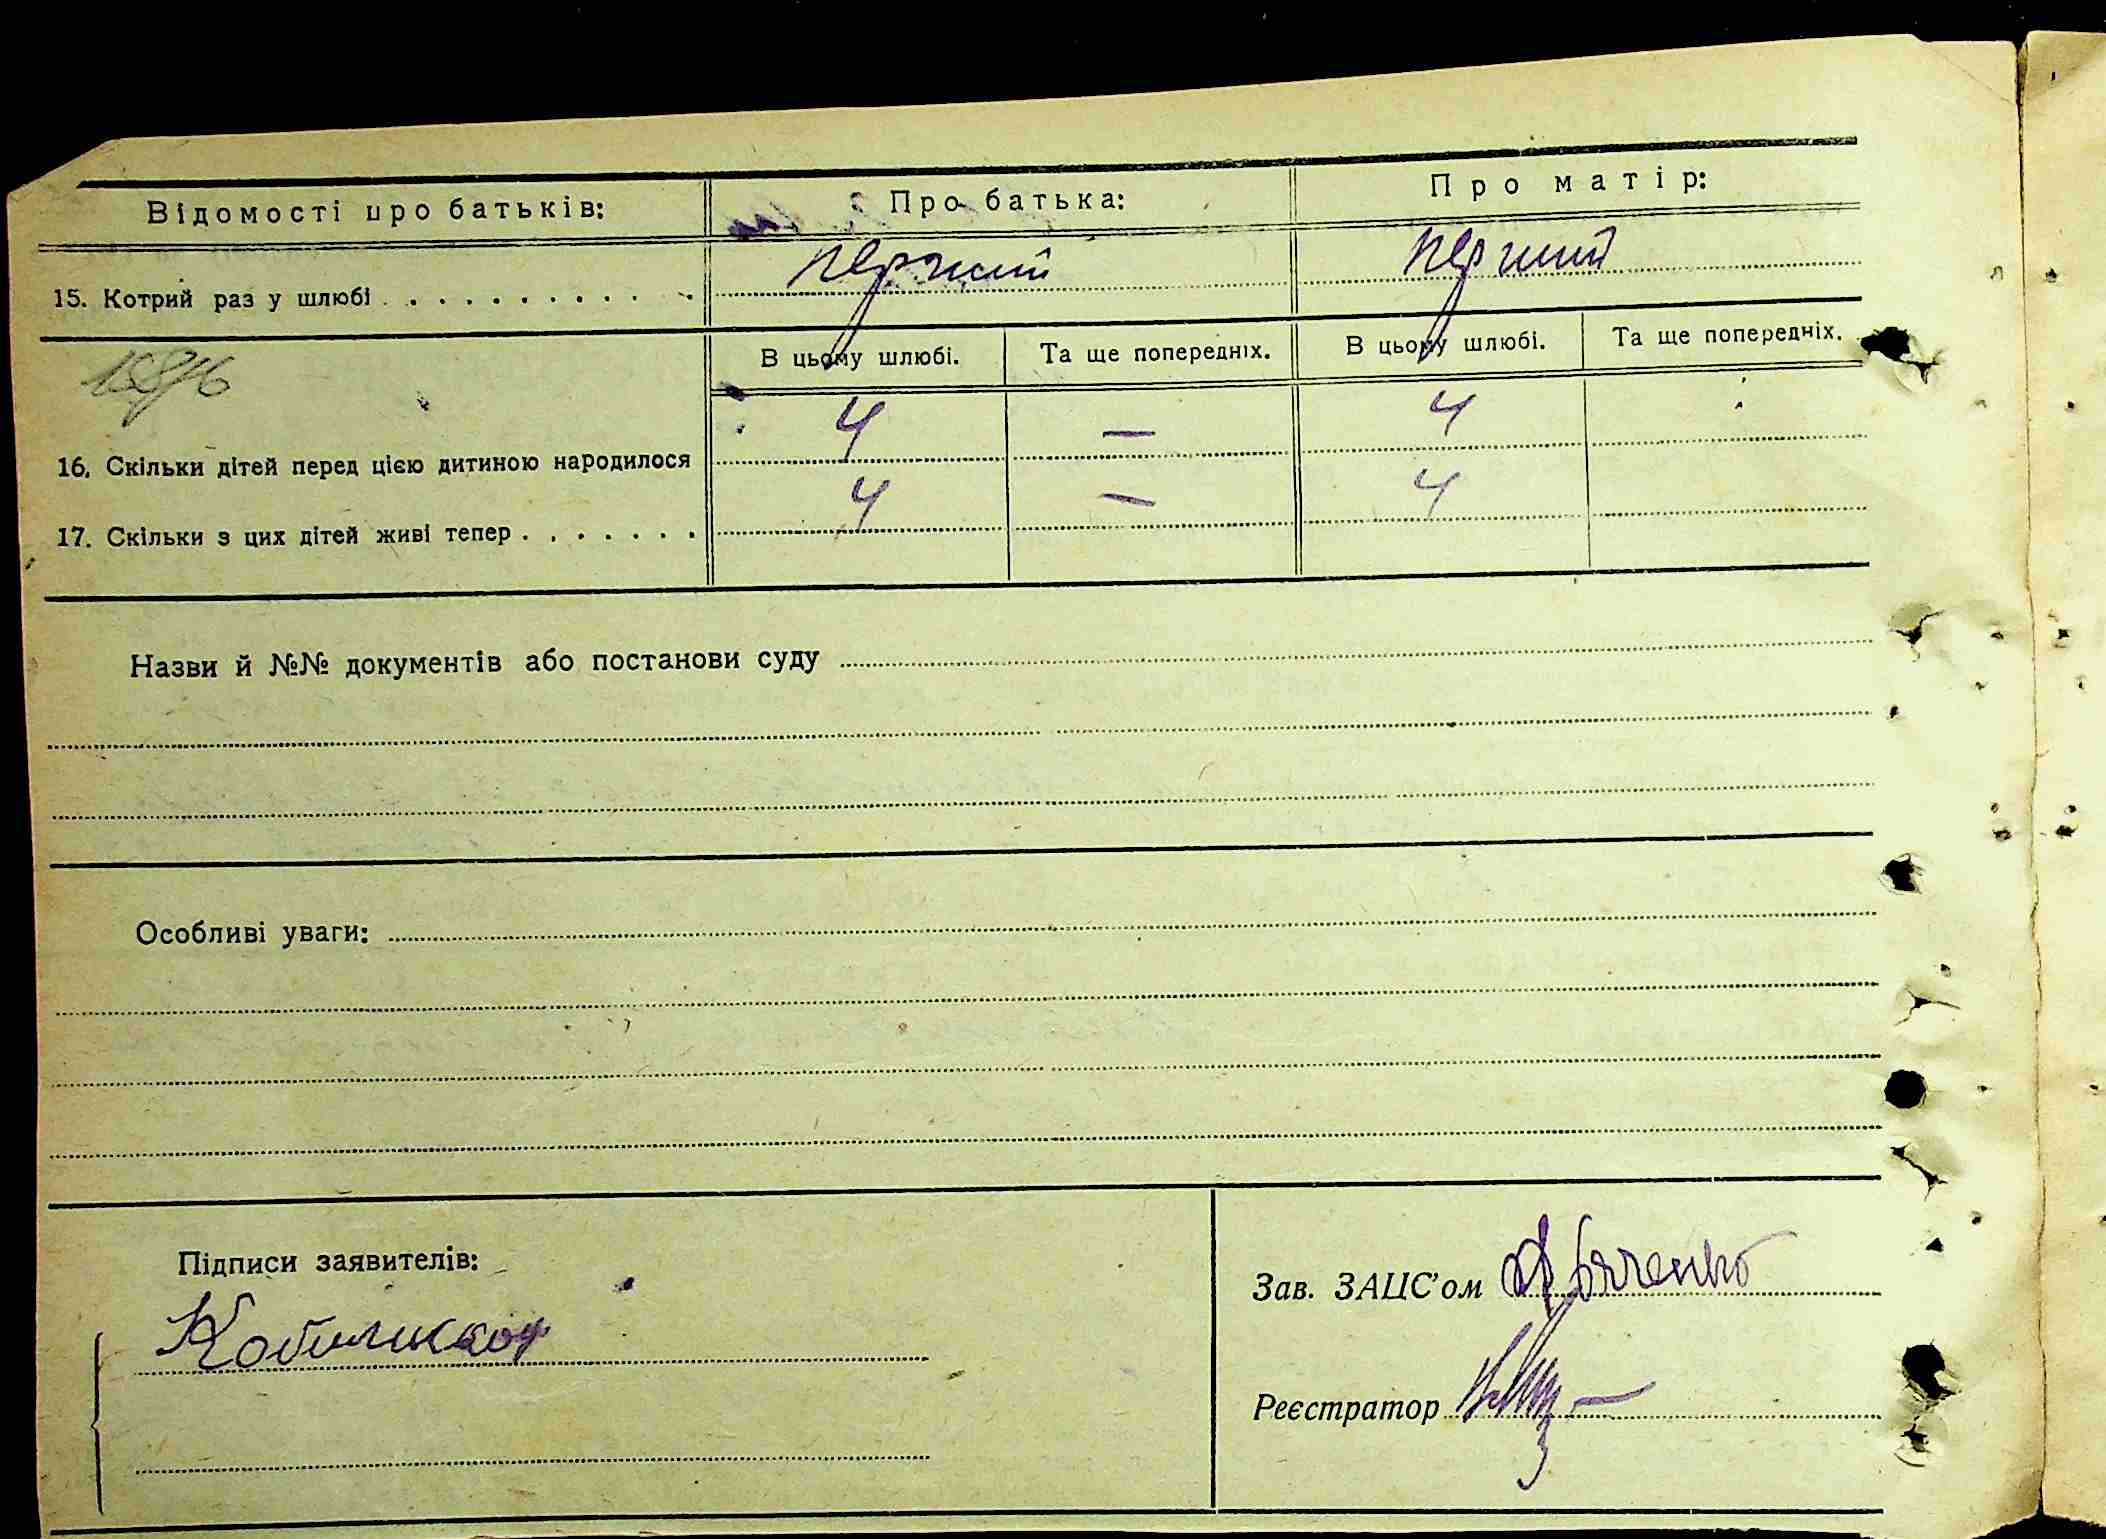 Відомості про батьків: Про батька: Про матір:
15. Котрий раз у шлюбі . . . . . . . . . . . . перший перший
В цьому шлюбі. Та ще попередніх. В цьому шлюбі. Та ще попередніх.
16. Скільки дітей перед цією дитиною народилося 4 — 4
17. Скільки з цих дітей живі тепер . . . . . . . 4 — 4
Назви й №№ документів або постанови суду
Особливі уваги:
Підписи заявителів:
Зав. ЗАЦС'ом
Реєстратор